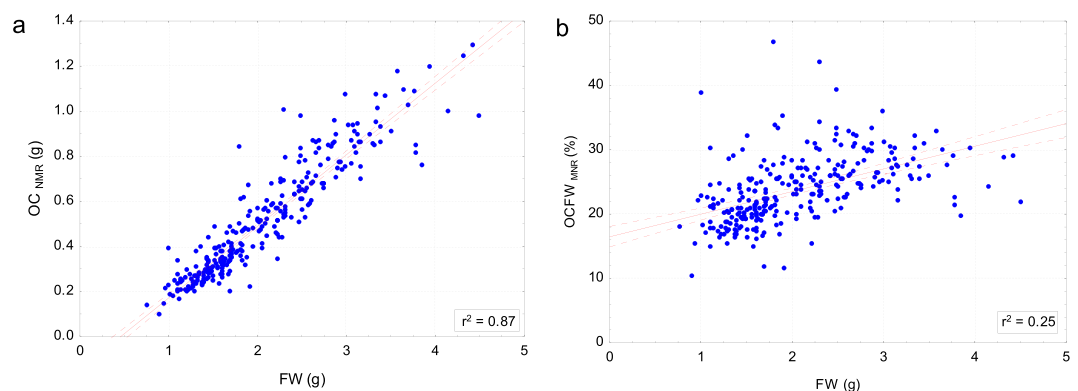 a
1.4
1.2
1.0
0.8
0.6
0.4
0.2
0.0
OC NMR (g)
0 1 2 3 4 5
FW (g)
r² = 0.87
b
50
40
30
20
10
0
OCFW MNR (%)
0 1 2 3 4 5
FW (g)
r² = 0.25